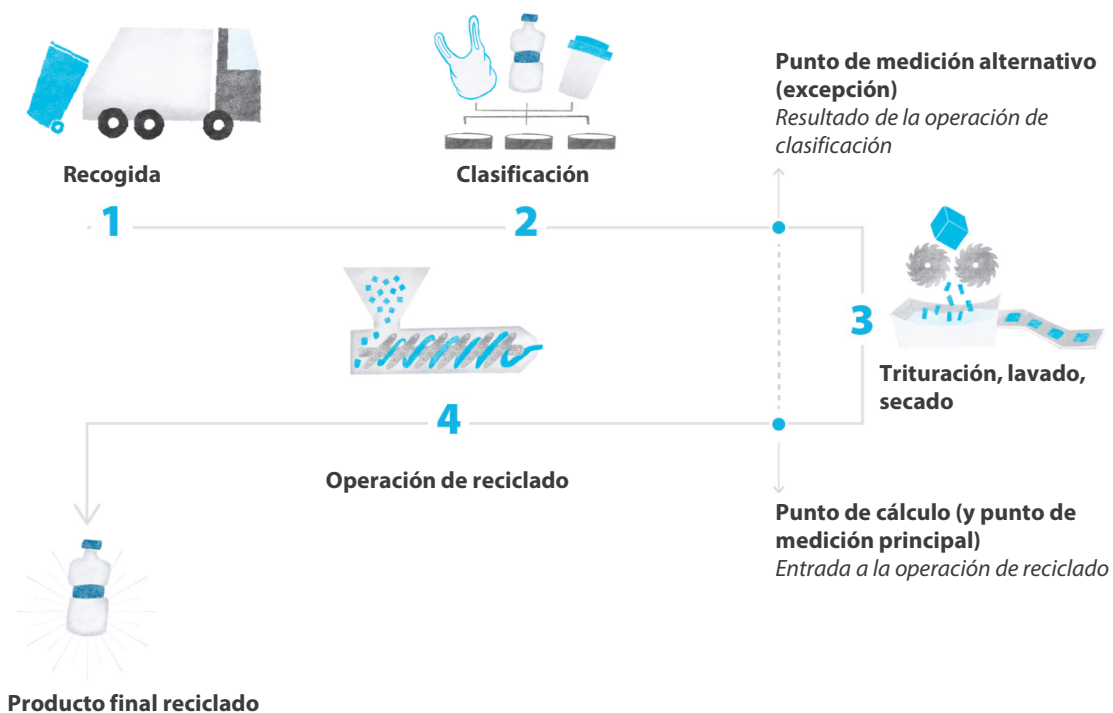 Punto de medición alternativo
(excepción)
Resultado de la operación de
clasificación
Recogida
Clasificación
1
2
3
Trituración, lavado,
secado
4
Operación de reciclado
Punto de cálculo (y punto de
medición principal)
Entrada a la operación de reciclado
Producto final reciclado